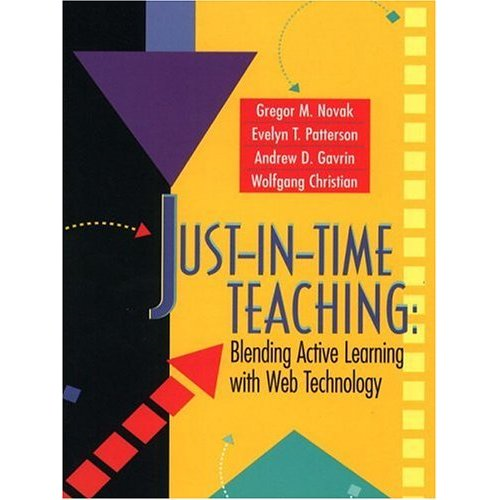 Gregor M. Novak
Evelyn T. Patterson
Andrew D. Gavrin
Wolfgang Christian
JUST-IN-TIME
TEACHING:
Blending Active Learning
with Web Technology